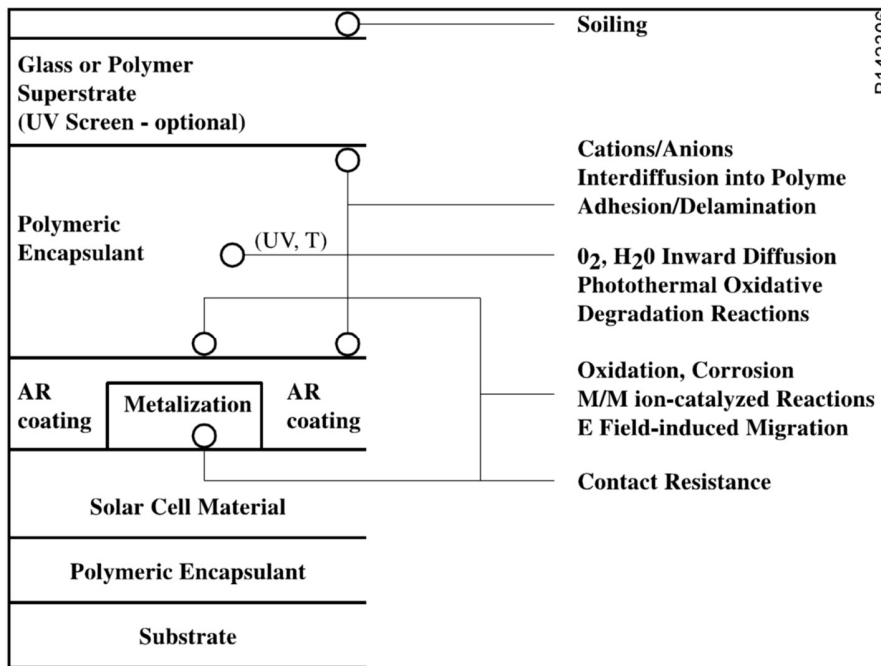 Soiling
Glass or Polymer
Superstrate
(UV Screen - optional)
Cations/Anions
Interdiffusion into Polyme
Adhesion/Delamination
Polymeric
Encapsulant
(UV, T)
0₂, H₂0 Inward Diffusion
Photothermal Oxidative
Degradation Reactions
Oxidation, Corrosion
M/M ion-catalyzed Reactions
E Field-induced Migration
AR
coating
Metalization
AR
coating
Contact Resistance
Solar Cell Material
Polymeric Encapsulant
Substrate